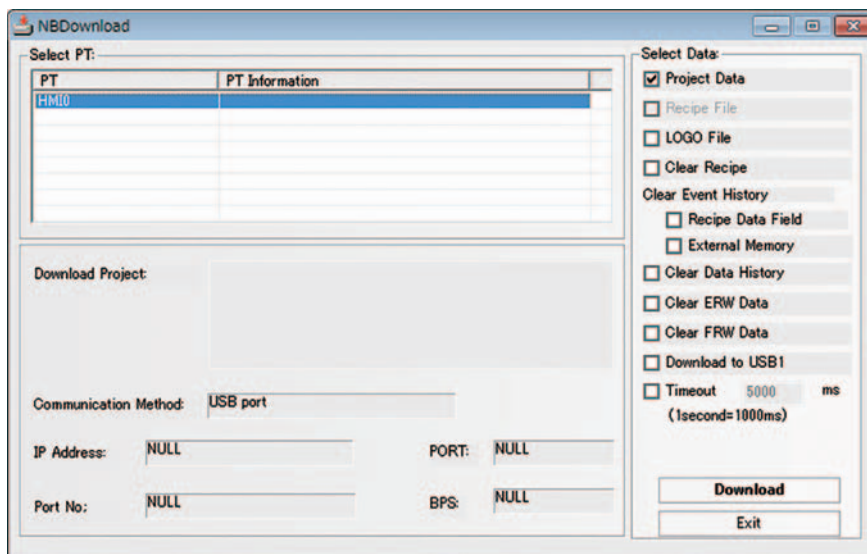 NBDownload
Select PT:
PT PT Information
HMI0
Download Project:
Communication Method: USB port
IP Address: NULL PORT: NULL
Port No.: NULL BPS: NULL
Select Data:
Project Data
Recipe File
LOGO File
Clear Recipe
Clear Event History
Recipe Data Field
External Memory
Clear Data History
Clear ERW Data
Clear FRW Data
Download to USB1
Timeout 5000 ms
(1second=1000ms)
Download
Exit